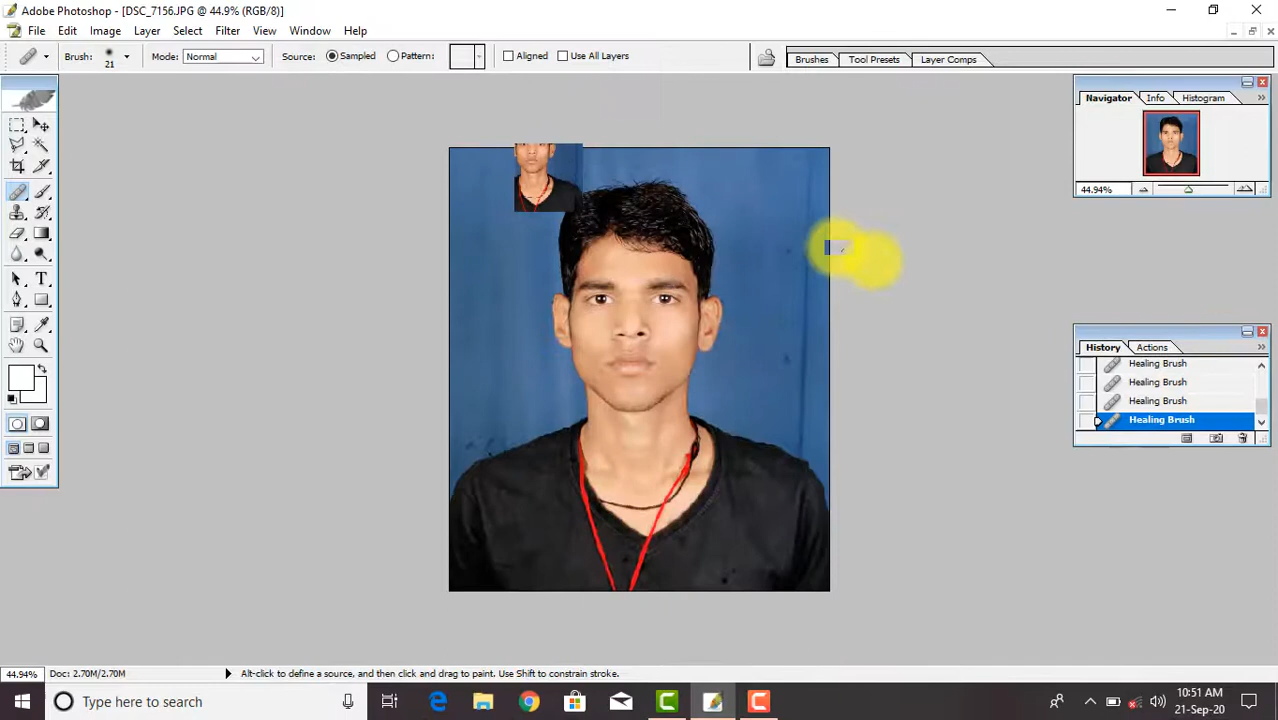 Adobe Photoshop - [DSC_7156.JPG @ 44.9% (RGB/8)]
File Edit Image Layer Select Filter View Window Help
Brush: 21 Mode: Normal Source: Sampled Pattern: Aligned Use All Layers Brushes Tool Presets Layer Comps
Navigator Info Histogram
44.94%
History Actions
Healing Brush
Healing Brush
Healing Brush
Healing Brush
44.94% Doc: 2.70M/2.70M Alt-click to define a source, and then click and drag to paint. Use Shift to constrain stroke.
Type here to search
10:51 AM
21-Sep-20